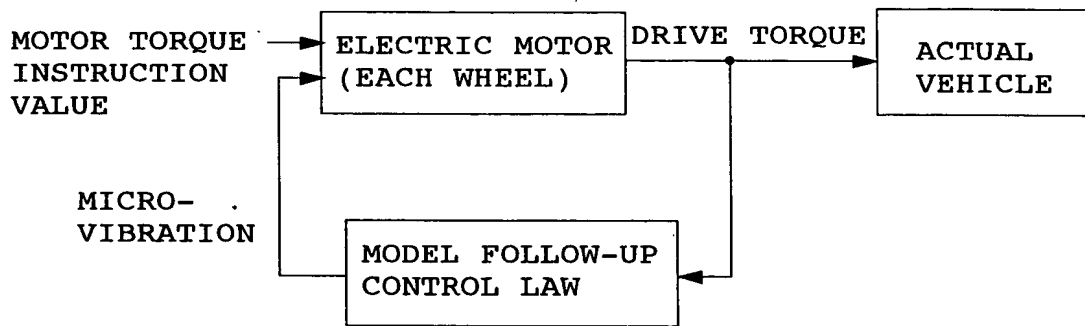 MOTOR TORQUE
INSTRUCTION
VALUE
ELECTRIC MOTOR
(EACH WHEEL)
DRIVE TORQUE
ACTUAL
VEHICLE
MICRO-
VIBRATION
MODEL FOLLOW-UP
CONTROL LAW